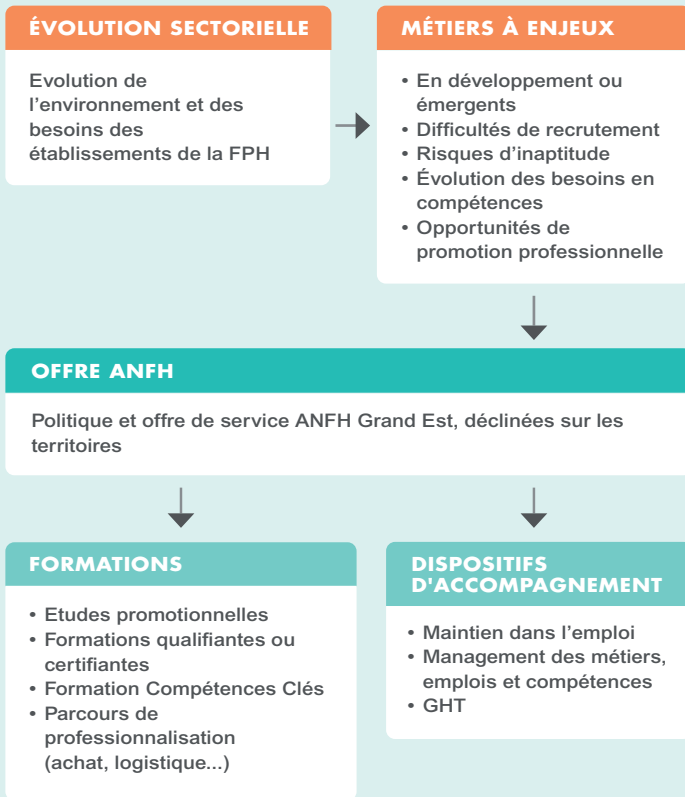 ÉVOLUTION SECTORIELLE
Evolution de
l'environnement et des
besoins des
établissements de la FPH
MÉTIERS À ENJEUX
• En développement ou
émergents
• Difficultés de recrutement
• Risques d'inaptitude
• Évolution des besoins en
compétences
• Opportunités de
promotion professionnelle
OFFRE ANFH
Politique et offre de service ANFH Grand Est, déclinées sur les
territoires
FORMATIONS
• Etudes promotionnelles
• Formations qualifiantes ou
certifiantes
• Formation Compétences Clés
• Parcours de
professionnalisation
(achat, logistique...)
DISPOSITIFS
D'ACCOMPAGNEMENT
• Maintien dans l'emploi
• Management des métiers,
emplois et compétences
• GHT